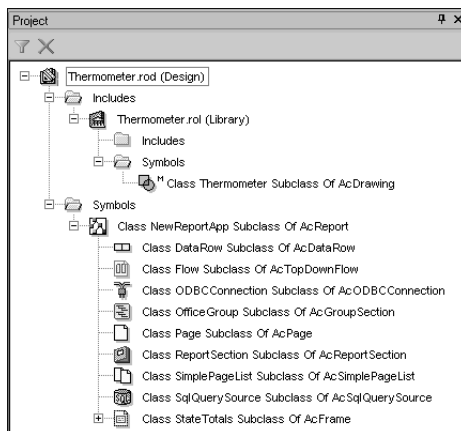 Project
Thermometer.rod (Design)
Includes
Thermometer.rol (Library)
Includes
Symbols
M Class Thermometer Subclass Of AcDrawing
Symbols
Class NewReportApp Subclass Of AcReport
Class DataRow Subclass Of AcDataRow
Class Flow Subclass Of AcTopDownFlow
Class ODBCConnection Subclass Of AcODBCConnection
Class OfficeGroup Subclass Of AcGroupSection
Class Page Subclass Of AcPage
Class ReportSection Subclass Of AcReportSection
Class SimplePageList Subclass Of AcSimplePageList
Class SqlQuerySource Subclass Of AcSqlQuerySource
Class StateTotals Subclass Of AcFrame